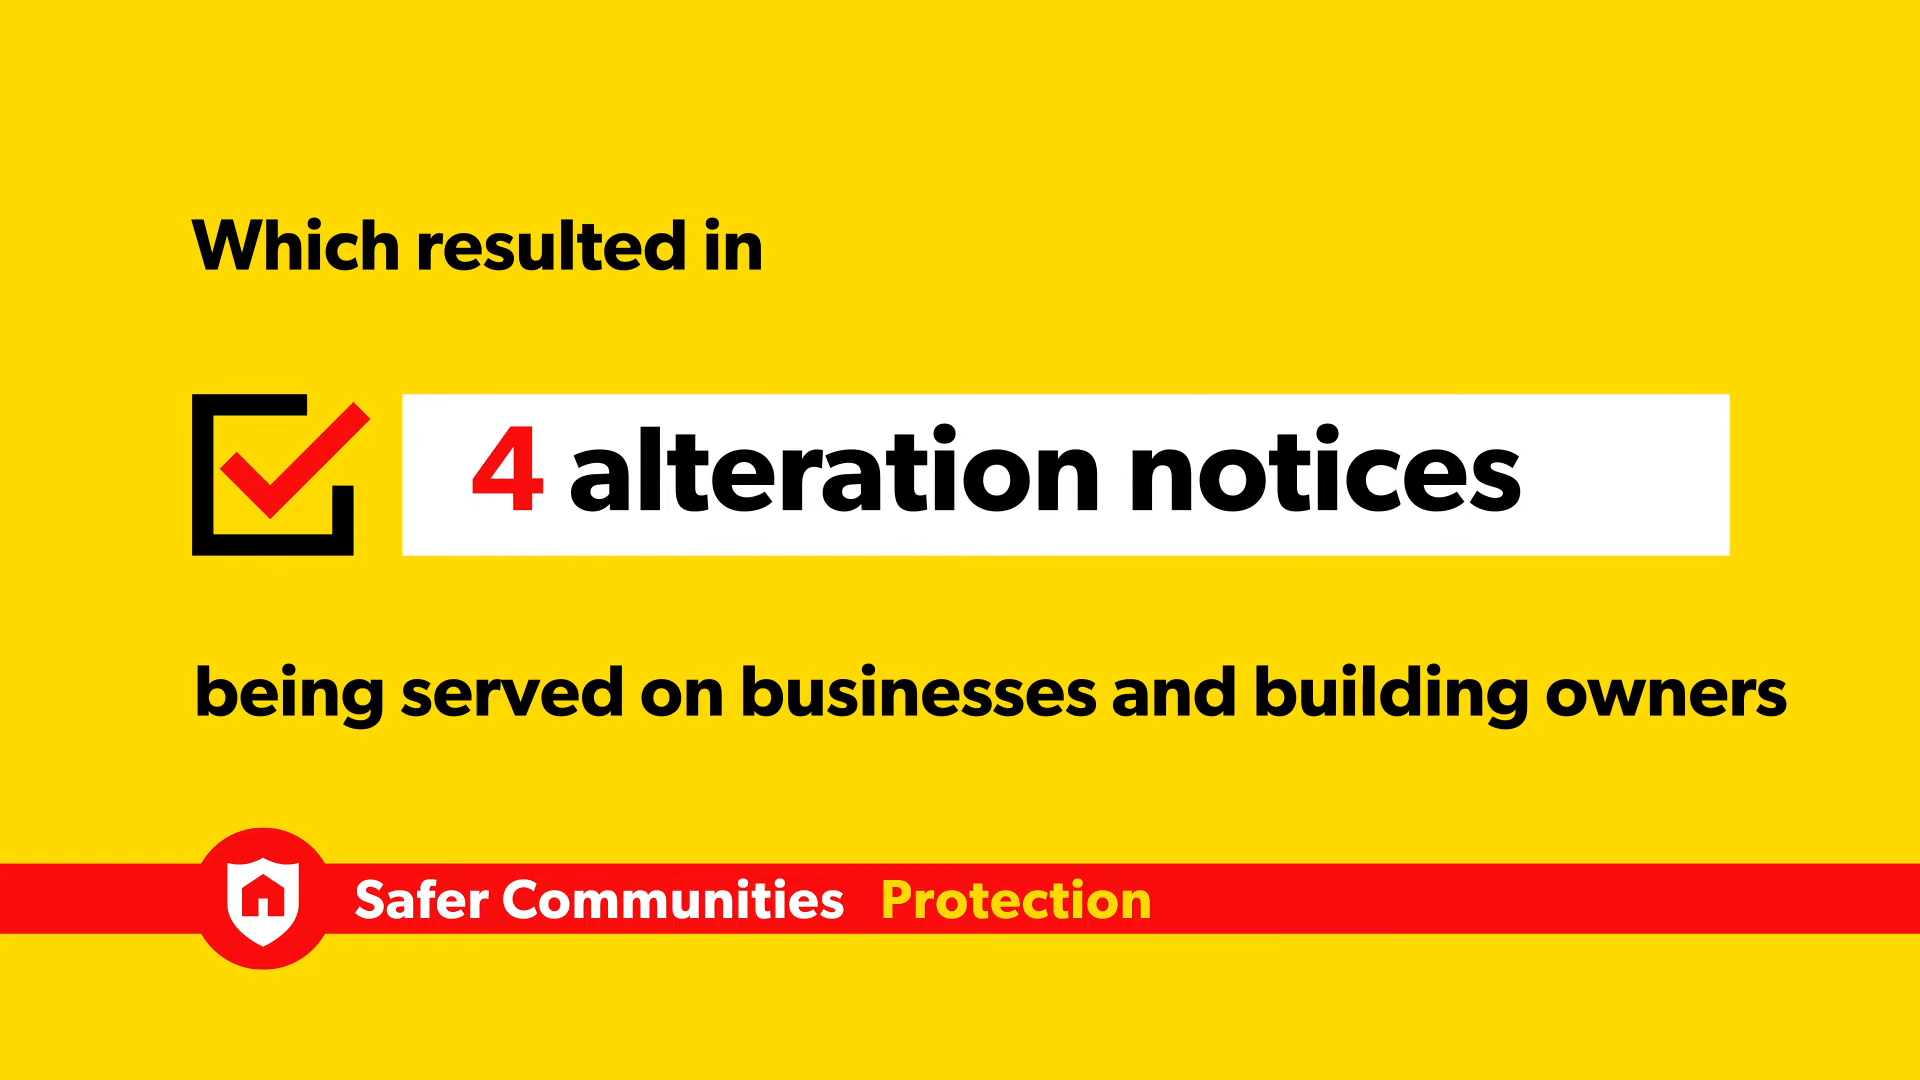 Which resulted in
4 alteration notices
being served on businesses and building owners
Safer Communities Protection